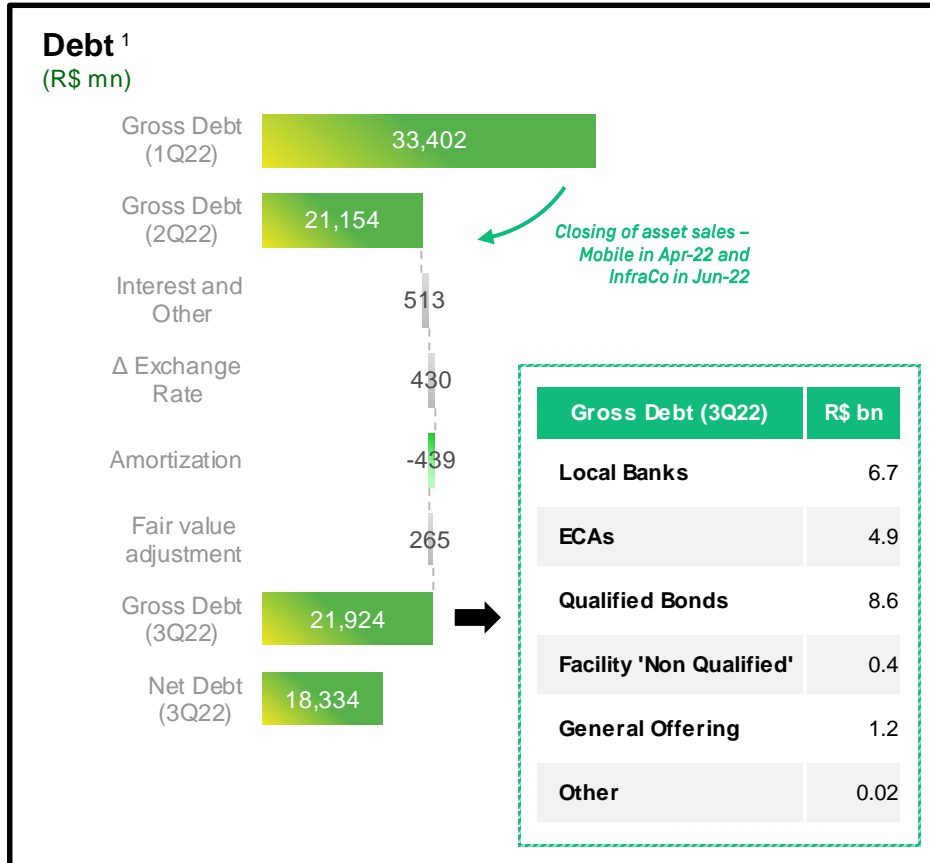 Debt ¹
(R$ mn)
Gross Debt
(1Q22)
33,402
Gross Debt
(2Q22)
21,154
Closing of asset sales –
Mobile in Apr-22 and
InfraCo in Jun-22
Interest and
Other
513
Δ Exchange
Rate
430
Amortization
-439
Fair value
adjustment
265
Gross Debt
(3Q22)
21,924
Net Debt
(3Q22)
18,334
Gross Debt (3Q22) R$ bn
Local Banks 6.7
ECAs 4.9
Qualified Bonds 8.6
Facility 'Non Qualified' 0.4
General Offering 1.2
Other 0.02